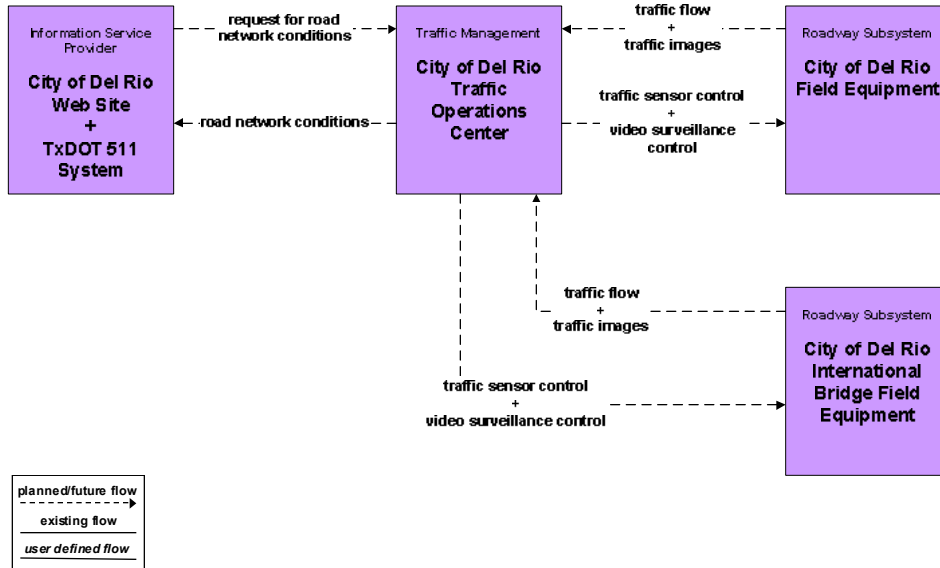 Information Service
Provider
City of Del Rio
Web Site
+
TxDOT 511
System
request for road
network conditions
road network conditions
Traffic Management
City of Del Rio
Traffic
Operations
Center
traffic flow
+
traffic images
traffic sensor control
+
video surveillance
control
Roadway Subsystem
City of Del Rio
Field Equipment
traffic flow
+
traffic images
traffic sensor control
+
video surveillance control
Roadway Subsystem
City of Del Rio
International
Bridge Field
Equipment
planned/future flow
existing flow
user defined flow